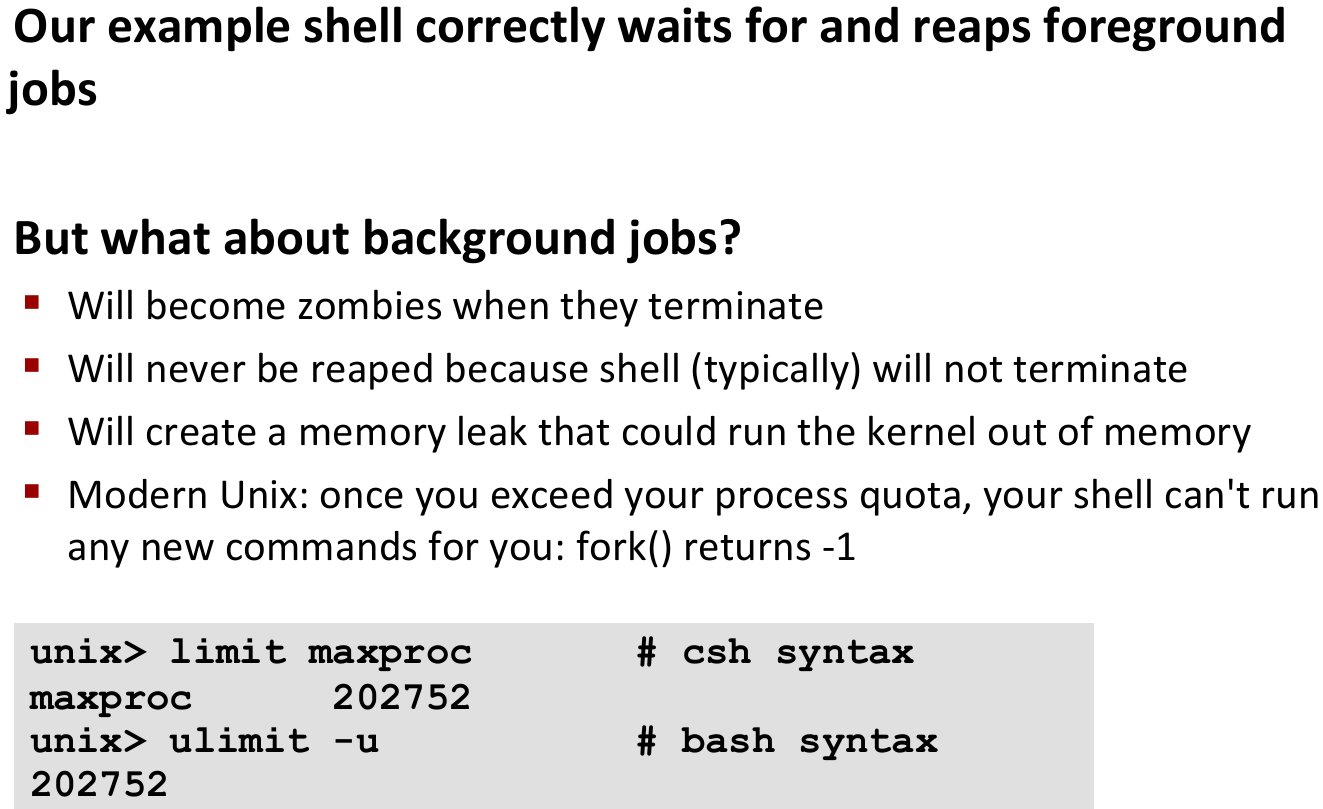 Our example shell correctly waits for and reaps foreground
jobs
But what about background jobs?
▪ Will become zombies when they terminate
▪ Will never be reaped because shell (typically) will not terminate
▪ Will create a memory leak that could run the kernel out of memory
▪ Modern Unix: once you exceed your process quota, your shell can't run
any new commands for you: fork() returns -1
unix> limit maxproc # csh syntax
maxproc 202752
unix> ulimit -u # bash syntax
202752